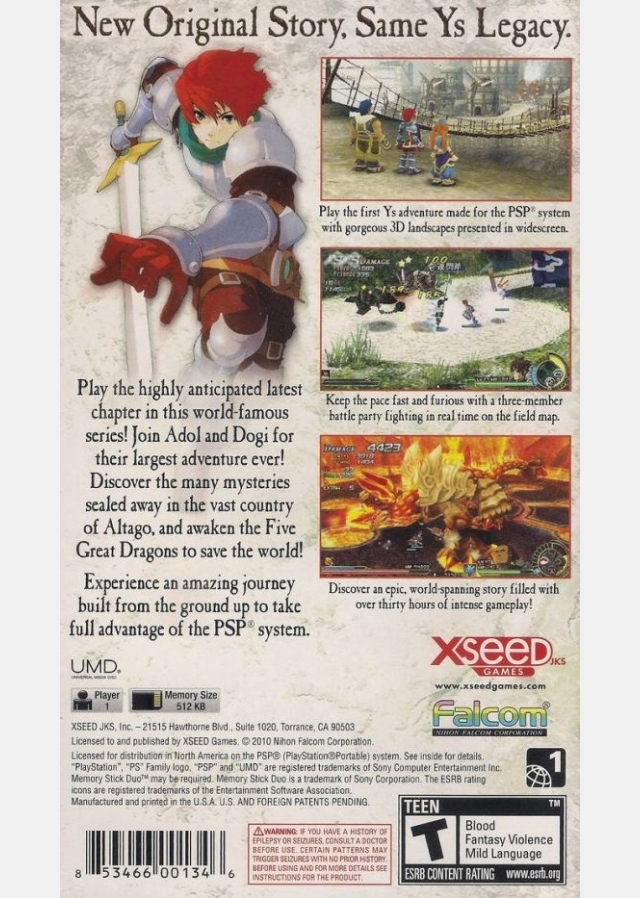 New Original Story, Same Ys Legacy.
Play the first Ys adventure made for the PSP® system
with gorgeous 3D landscapes presented in widescreen.
DAMAGE
100
Keep the pace fast and furious with a three-member
battle party fighting in real time on the field map.
DAMAGE 4423
Discover an epic, world-spanning story filled with
over thirty hours of intense gameplay!
Play the highly anticipated latest
chapter in this world-famous
series! Join Adol and Dogi for
their largest adventure ever!
Discover the many mysteries
sealed away in the vast country
of Altago, and awaken the Five
Great Dragons to save the world!
Experience an amazing journey
built from the ground up to take
full advantage of the PSP® system.
XSEED JKS
GAMES
www.xseedgames.com
Falcom®
NIHON FALCOM CORPORATION
UMD®
UNIVERSAL MEDIA DISC
Player
1
Memory Size
512 KB
XSEED JKS, Inc. – 21515 Hawthorne Blvd., Suite 1020, Torrance, CA 90503
Licensed to and published by XSEED Games. © 2010 Nihon Falcom Corporation.
Licensed for distribution in North America on the PSP® (PlayStation®Portable) system. See inside for details.
"PlayStation", "PS" Family logo, "PSP" and "UMD" are registered trademarks of Sony Computer Entertainment Inc.
Memory Stick Duo™ may be required. Memory Stick Duo is a trademark of Sony Corporation. The ESRB rating
icons are registered trademarks of the Entertainment Software Association.
Manufactured and printed in the U.S.A. U.S. AND FOREIGN PATENTS PENDING.
1
8 53466 00134 6
WARNING: IF YOU HAVE A HISTORY OF
EPILEPSY OR SEIZURES, CONSULT A DOCTOR
BEFORE USE. CERTAIN PATTERNS MAY
TRIGGER SEIZURES WITH NO PRIOR HISTORY.
BEFORE USING AND FOR MORE DETAILS SEE
INSTRUCTIONS FOR THE PRODUCT.
TEEN ™
T
Blood
Fantasy Violence
Mild Language
ESRB CONTENT RATING www.esrb.org